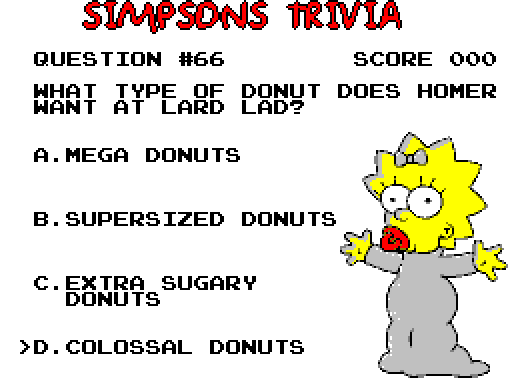 SIMPSONS TRIVIA
QUESTION #66 SCORE 000
WHAT TYPE OF DONUT DOES HOMER
WANT AT LARD LAD?
A.MEGA DONUTS
B.SUPERSIZED DONUTS
C.EXTRA SUGARY
DONUTS
>D.COLOSSAL DONUTS